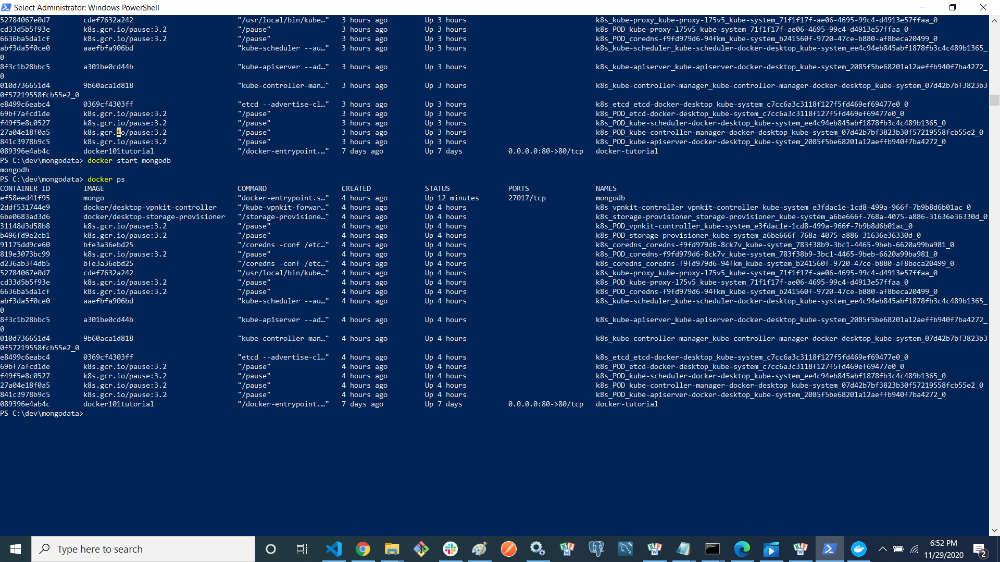 Select Administrator: Windows PowerShell
52784067e0d7        cdef7632a242                         "/usr/local/bin/kube…"   3 hours ago         Up 3 hours                              k8s_kube-proxy_kube-proxy-l75v5_kube-system_71f1f17f-ae06-4695-99c4-d4913e57ffaa_0
cd33d5b5f93e        k8s.gcr.io/pause:3.2                 "/pause"                 3 hours ago         Up 3 hours                              k8s_POD_kube-proxy-l75v5_kube-system_71f1f17f-ae06-4695-99c4-d4913e57ffaa_0
6636ba5da1cf        k8s.gcr.io/pause:3.2                 "/pause"                 3 hours ago         Up 3 hours                              k8s_POD_coredns-f9fd979d6-94fkm_kube-system_b241560f-9720-47ce-b880-af8beca20499_0
abf3da5f0ce0        aaefbfa906bd                         "kube-scheduler --au…"   3 hours ago         Up 3 hours                              k8s_kube-scheduler_kube-scheduler-docker-desktop_kube-system_ee4c94eb845abf1878fb3c4c489b1365_
0
8f3c1b28bbc5        a301be0cd44b                         "kube-apiserver --ad…"   3 hours ago         Up 3 hours                              k8s_kube-apiserver_kube-apiserver-docker-desktop_kube-system_2085f5be68201a12aeffb940f7ba4272_
0
010d736651d4        9b60aca1d818                         "kube-controller-man…"   3 hours ago         Up 3 hours                              k8s_kube-controller-manager_kube-controller-manager-docker-desktop_kube-system_07d42b7bf3823b3
0f57219558fcb55e2_0
e8499c6eabc4        0369cf4303ff                         "etcd --advertise-cl…"   3 hours ago         Up 3 hours                              k8s_etcd_etcd-docker-desktop_kube-system_c7cc6a3c3118f127f5fd469ef69477e0_0
69bf7afcd1de        k8s.gcr.io/pause:3.2                 "/pause"                 3 hours ago         Up 3 hours                              k8s_POD_etcd-docker-desktop_kube-system_c7cc6a3c3118f127f5fd469ef69477e0_0
f49f5e8c0527        k8s.gcr.io/pause:3.2                 "/pause"                 3 hours ago         Up 3 hours                              k8s_POD_kube-scheduler-docker-desktop_kube-system_ee4c94eb845abf1878fb3c4c489b1365_0
27a04e18f0a5        k8s.gcr.io/pause:3.2                 "/pause"                 3 hours ago         Up 3 hours                              k8s_POD_kube-controller-manager-docker-desktop_kube-system_07d42b7bf3823b30f57219558fcb55e2_0
841c3978b9c5        k8s.gcr.io/pause:3.2                 "/pause"                 3 hours ago         Up 3 hours                              k8s_POD_kube-apiserver-docker-desktop_kube-system_2085f5be68201a12aeffb940f7ba4272_0
089396e4ab4c        docker101tutorial                    "/docker-entrypoint.…"   7 days ago          Up 7 days           0.0.0.0:80->80/tcp   docker-tutorial
PS C:\dev\mongodata> docker start mongodb
mongodb
PS C:\dev\mongodata> docker ps
CONTAINER ID        IMAGE                                COMMAND                  CREATED             STATUS              PORTS                NAMES
ef58eed41f95        mongo                                "docker-entrypoint.s…"   4 hours ago         Up 12 minutes       27017/tcp            mongodb
2ddf531744e9        docker/desktop-vpnkit-controller     "/kube-vpnkit-forwar…"   4 hours ago         Up 4 hours                               k8s_vpnkit-controller_vpnkit-controller_kube-system_e3fdac1e-1cd8-499a-966f-7b9b8d6b01ac_0
6be0683ad3d6        docker/desktop-storage-provisioner   "/storage-provisione…"   4 hours ago         Up 4 hours                               k8s_storage-provisioner_storage-provisioner_kube-system_a6be666f-768a-4075-a886-31636e36330d_0
31148d3d58b8        k8s.gcr.io/pause:3.2                 "/pause"                 4 hours ago         Up 4 hours                               k8s_POD_vpnkit-controller_kube-system_e3fdac1e-1cd8-499a-966f-7b9b8d6b01ac_0
b496fd9e2cb1        k8s.gcr.io/pause:3.2                 "/pause"                 4 hours ago         Up 4 hours                               k8s_POD_storage-provisioner_kube-system_a6be666f-768a-4075-a886-31636e36330d_0
91175dd9ce60        bfe3a36ebd25                         "/coredns -conf /etc…"   4 hours ago         Up 4 hours                               k8s_coredns_coredns-f9fd979d6-8ck7v_kube-system_783f38b9-3bc1-4465-9beb-6620a99ba981_0
819e3073bc99        k8s.gcr.io/pause:3.2                 "/pause"                 4 hours ago         Up 4 hours                               k8s_POD_coredns-f9fd979d6-8ck7v_kube-system_783f38b9-3bc1-4465-9beb-6620a99ba981_0
d236ab3f4db5        bfe3a36ebd25                         "/coredns -conf /etc…"   4 hours ago         Up 4 hours                               k8s_coredns_coredns-f9fd979d6-94fkm_kube-system_b241560f-9720-47ce-b880-af8beca20499_0
52784067e0d7        cdef7632a242                         "/usr/local/bin/kube…"   4 hours ago         Up 4 hours                               k8s_kube-proxy_kube-proxy-l75v5_kube-system_71f1f17f-ae06-4695-99c4-d4913e57ffaa_0
cd33d5b5f93e        k8s.gcr.io/pause:3.2                 "/pause"                 4 hours ago         Up 4 hours                               k8s_POD_kube-proxy-l75v5_kube-system_71f1f17f-ae06-4695-99c4-d4913e57ffaa_0
6636ba5da1cf        k8s.gcr.io/pause:3.2                 "/pause"                 4 hours ago         Up 4 hours                               k8s_POD_coredns-f9fd979d6-94fkm_kube-system_b241560f-9720-47ce-b880-af8beca20499_0
abf3da5f0ce0        aaefbfa906bd                         "kube-scheduler --au…"   4 hours ago         Up 4 hours                               k8s_kube-scheduler_kube-scheduler-docker-desktop_kube-system_ee4c94eb845abf1878fb3c4c489b1365_
0
8f3c1b28bbc5        a301be0cd44b                         "kube-apiserver --ad…"   4 hours ago         Up 4 hours                               k8s_kube-apiserver_kube-apiserver-docker-desktop_kube-system_2085f5be68201a12aeffb940f7ba4272_
0
010d736651d4        9b60aca1d818                         "kube-controller-man…"   4 hours ago         Up 4 hours                               k8s_kube-controller-manager_kube-controller-manager-docker-desktop_kube-system_07d42b7bf3823b3
0f57219558fcb55e2_0
e8499c6eabc4        0369cf4303ff                         "etcd --advertise-cl…"   4 hours ago         Up 4 hours                               k8s_etcd_etcd-docker-desktop_kube-system_c7cc6a3c3118f127f5fd469ef69477e0_0
69bf7afcd1de        k8s.gcr.io/pause:3.2                 "/pause"                 4 hours ago         Up 4 hours                               k8s_POD_etcd-docker-desktop_kube-system_c7cc6a3c3118f127f5fd469ef69477e0_0
f49f5e8c0527        k8s.gcr.io/pause:3.2                 "/pause"                 4 hours ago         Up 4 hours                               k8s_POD_kube-scheduler-docker-desktop_kube-system_ee4c94eb845abf1878fb3c4c489b1365_0
27a04e18f0a5        k8s.gcr.io/pause:3.2                 "/pause"                 4 hours ago         Up 4 hours                               k8s_POD_kube-controller-manager-docker-desktop_kube-system_07d42b7bf3823b30f57219558fcb55e2_0
841c3978b9c5        k8s.gcr.io/pause:3.2                 "/pause"                 4 hours ago         Up 4 hours                               k8s_POD_kube-apiserver-docker-desktop_kube-system_2085f5be68201a12aeffb940f7ba4272_0
089396e4ab4c        docker101tutorial                    "/docker-entrypoint.…"   7 days ago          Up 7 days           0.0.0.0:80->80/tcp   docker-tutorial
PS C:\dev\mongodata>
Type here to search
6:52 PM
11/29/2020
2